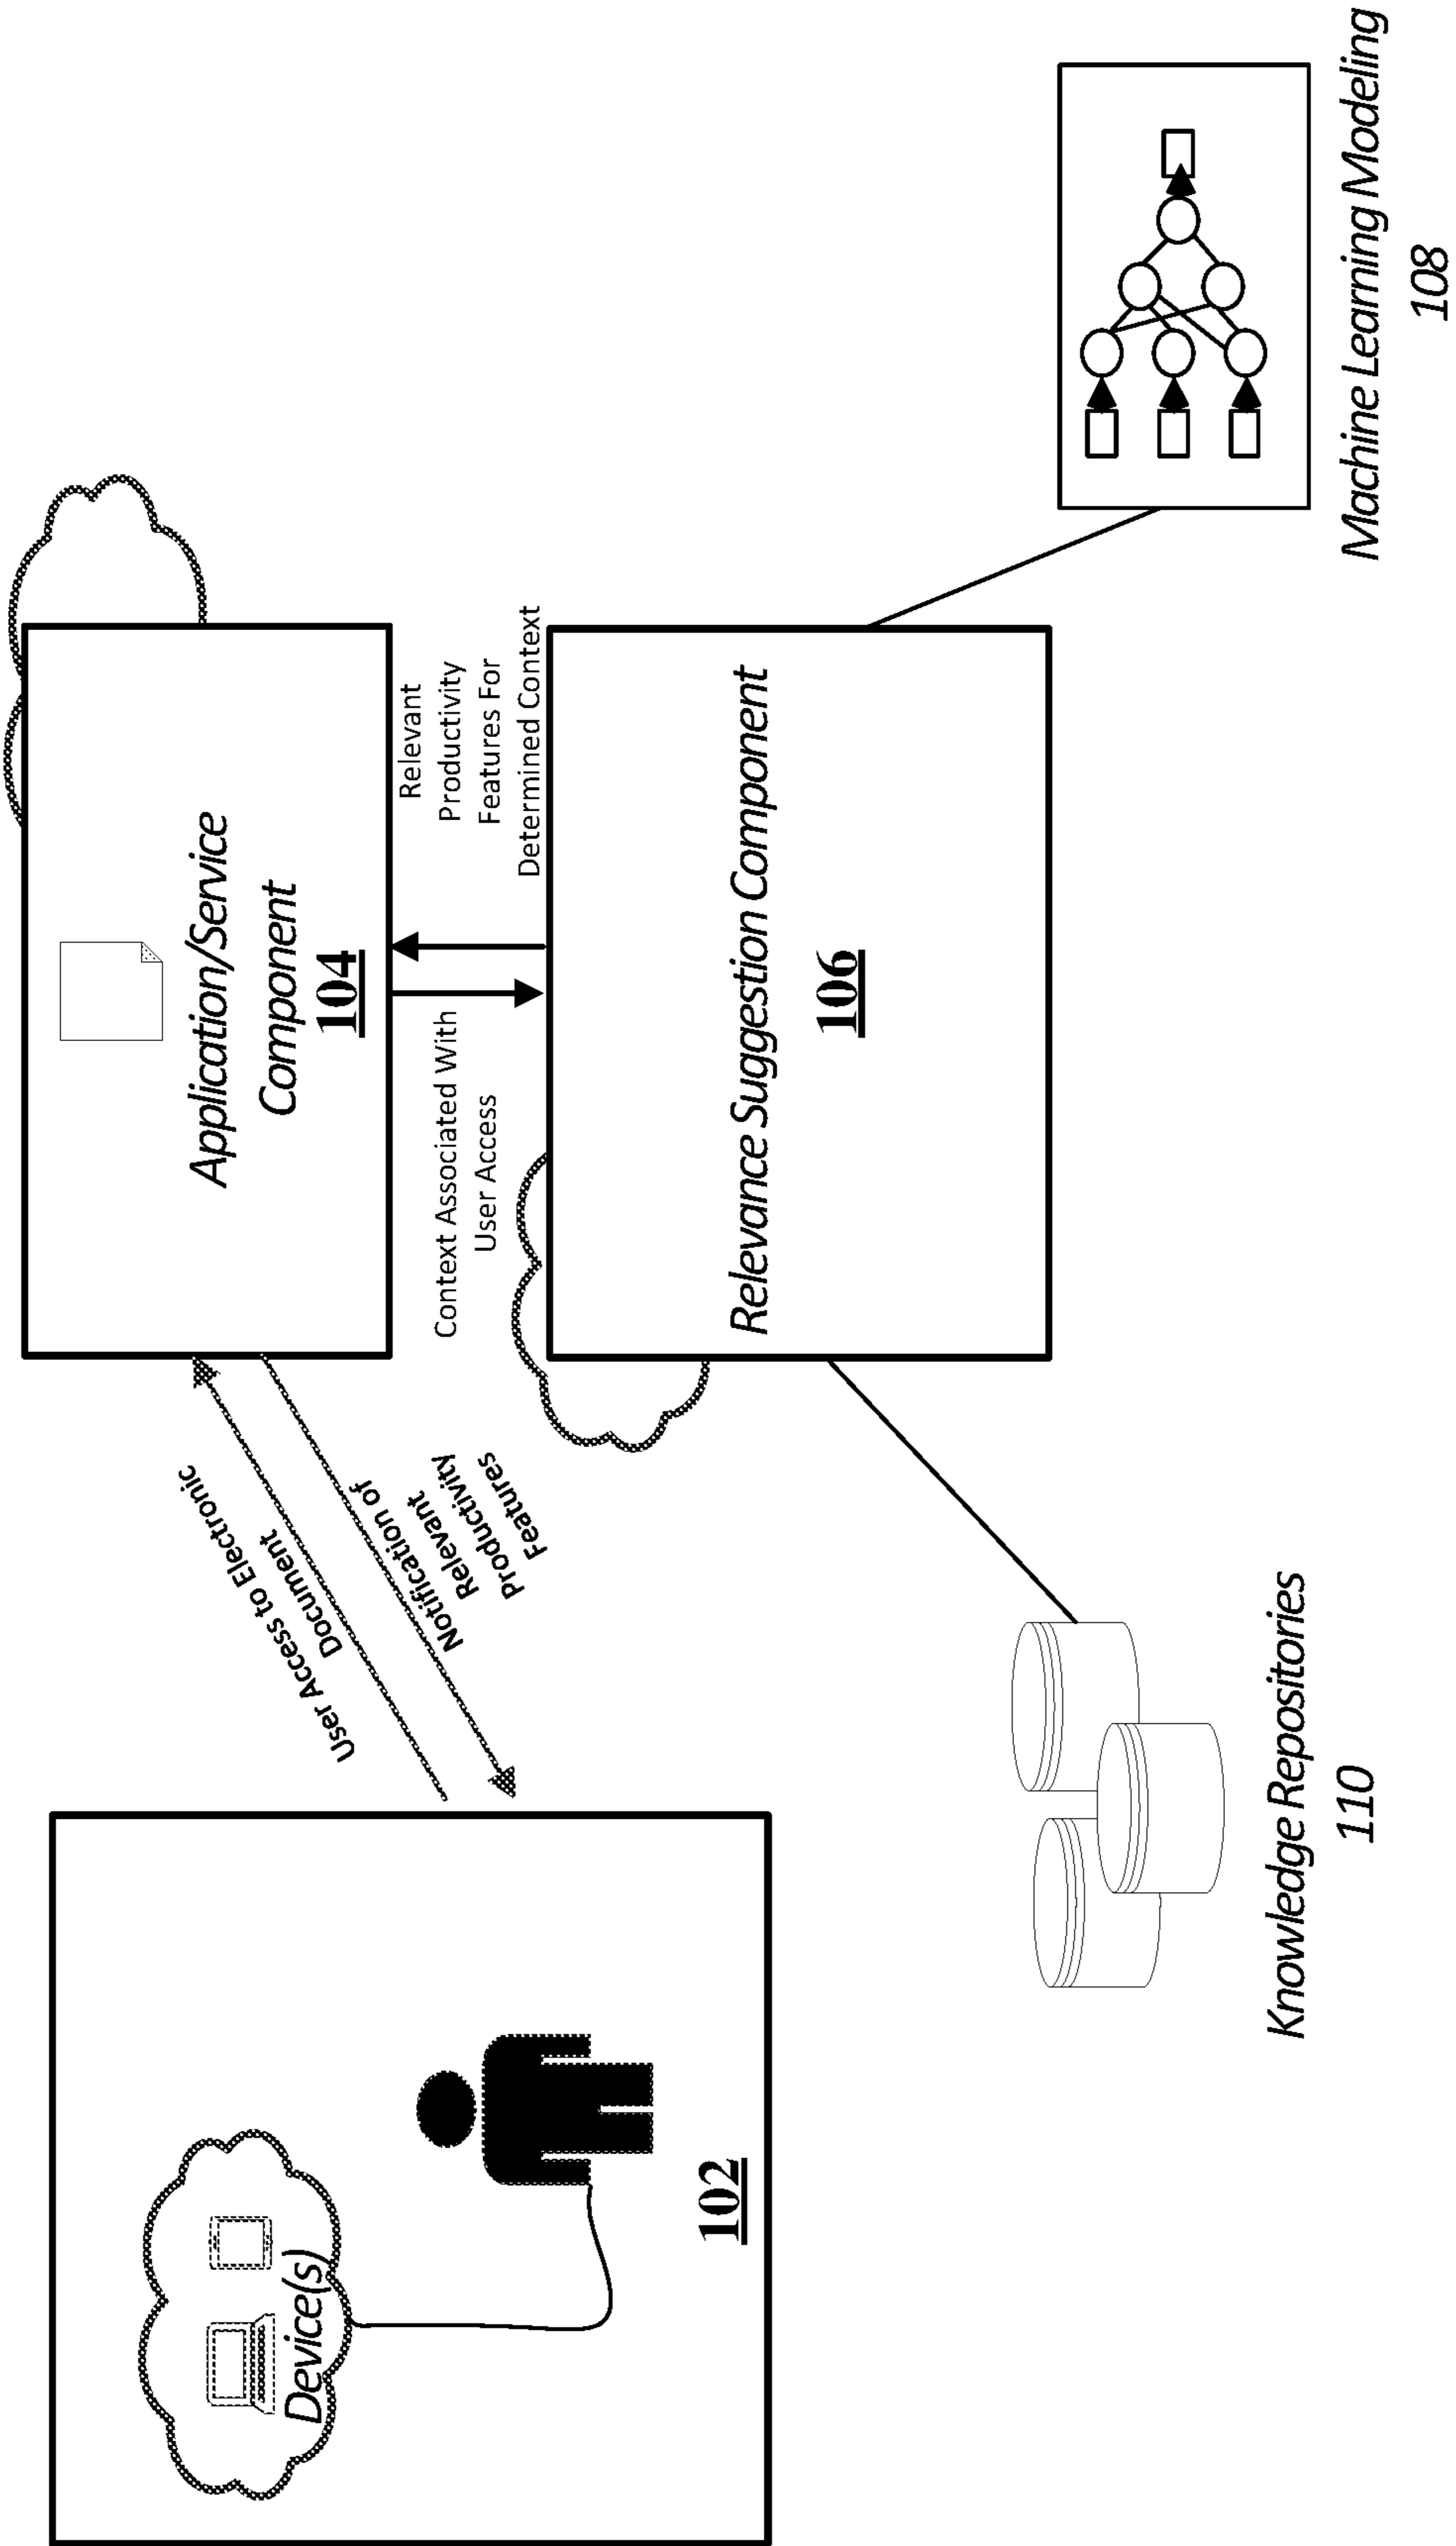 Device(s)
102
User Access to Electronic
Document
Notification of
Relevant
Productivity
Features
Application/Service
Component
104
Context Associated With
User Access
Relevant
Productivity
Features For
Determined Context
Relevance Suggestion Component
106
Knowledge Repositories
110
Machine Learning Modeling
108